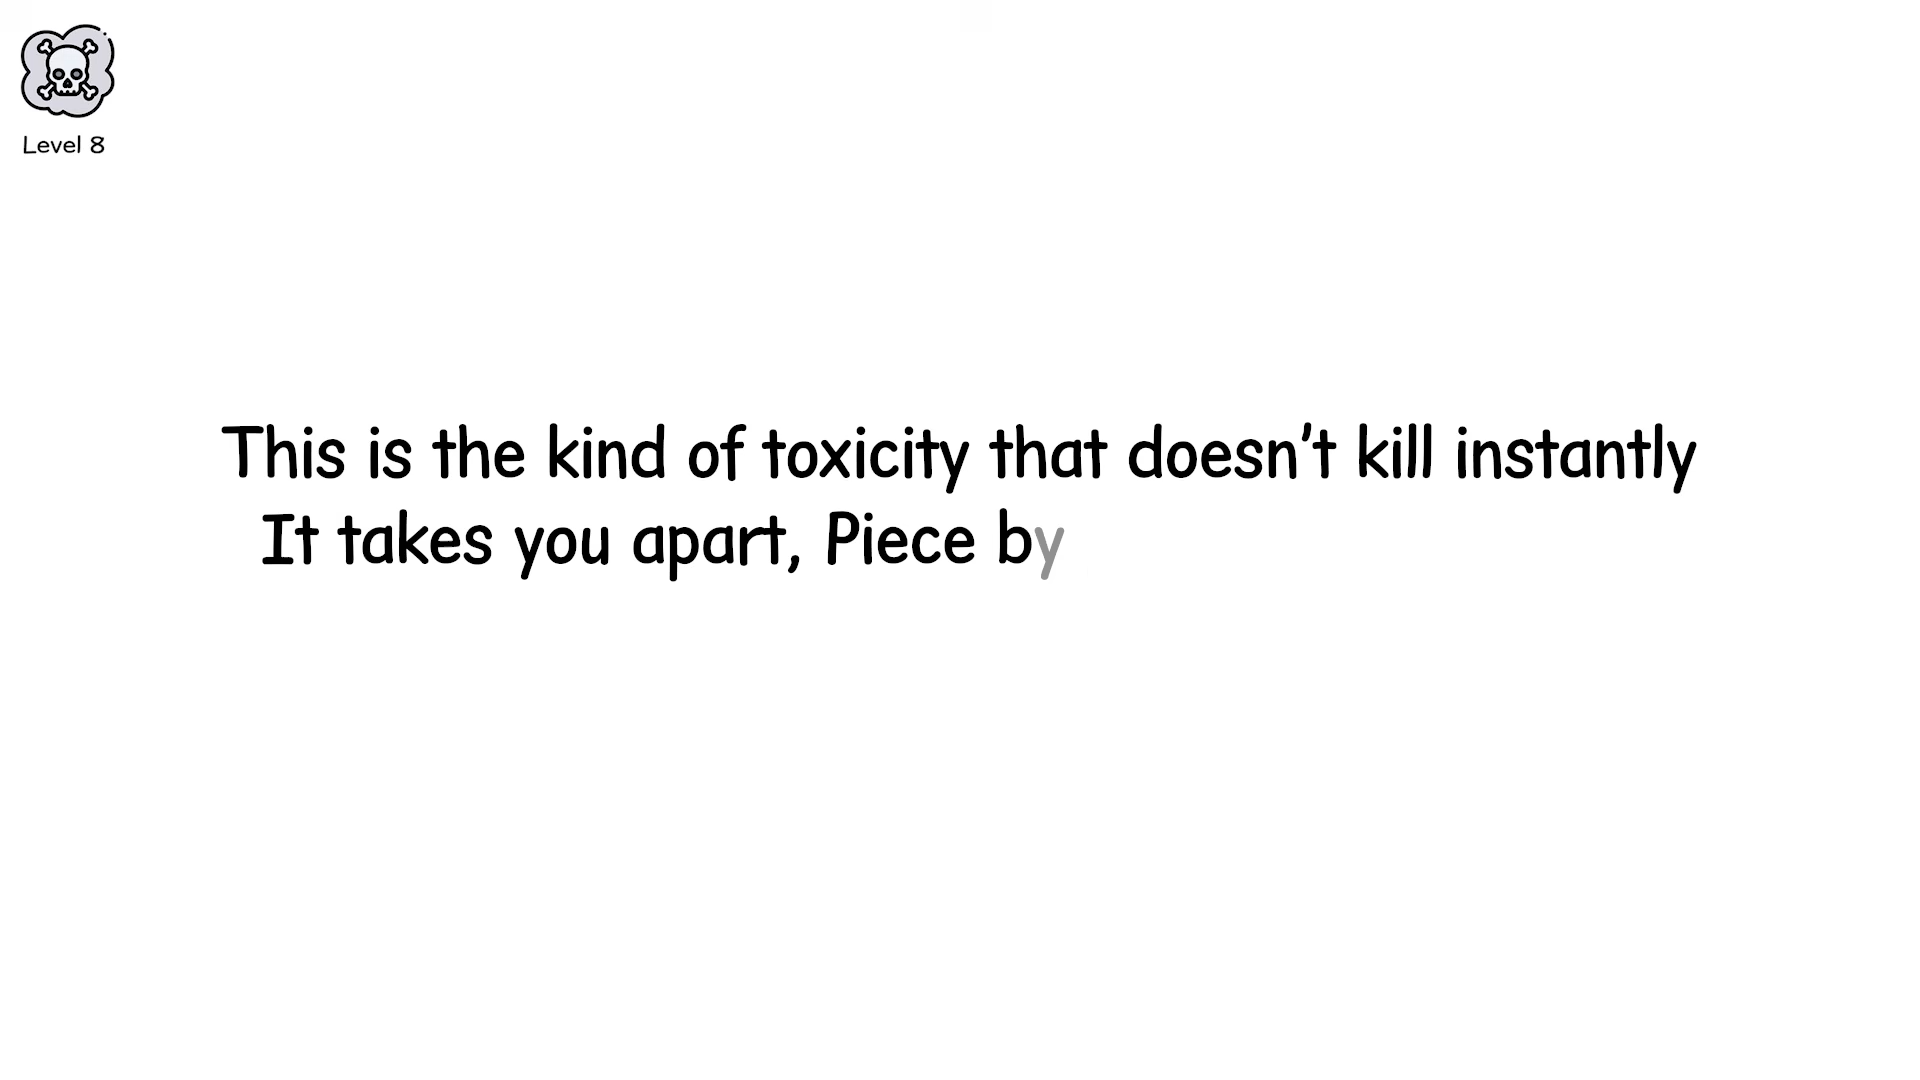 Level 8
This is the kind of toxicity that doesn't kill instantly
It takes you apart, Piece by